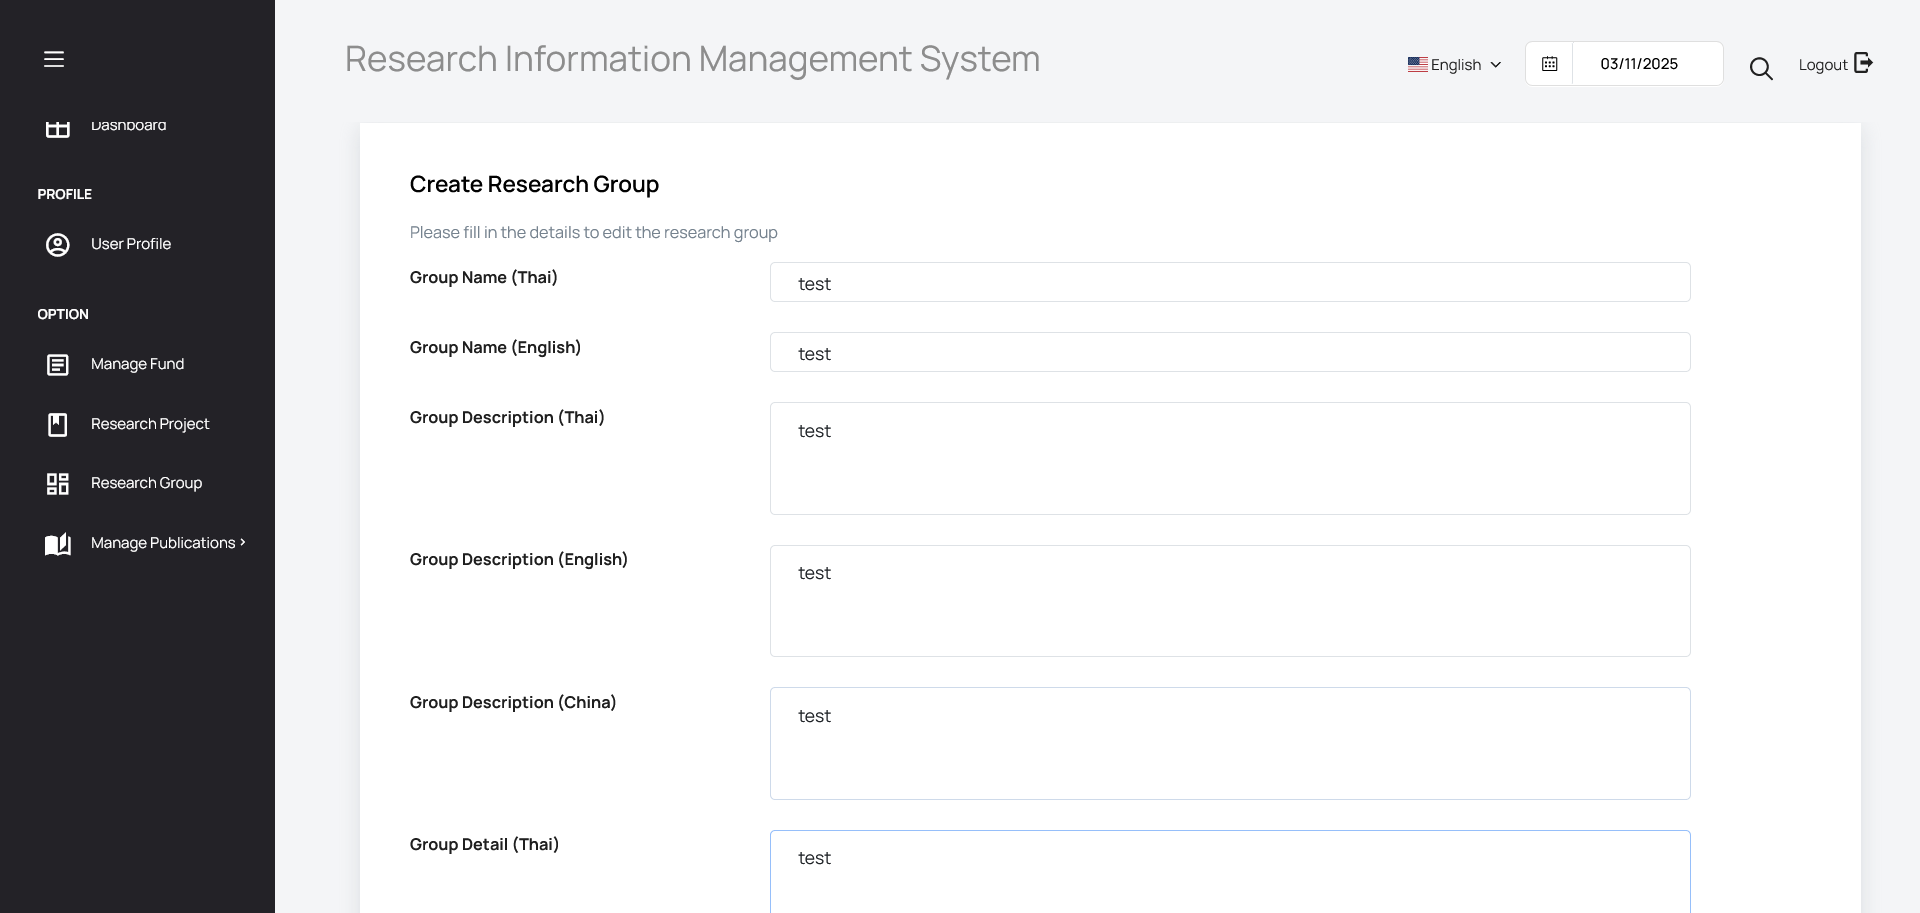 Research Information Management System
English
03/11/2025
Logout
Dashboard
PROFILE
User Profile
OPTION
Manage Fund
Research Project
Research Group
Manage Publications
Create Research Group
Please fill in the details to edit the research group
Group Name (Thai)
test
Group Name (English)
test
Group Description (Thai)
test
Group Description (English)
test
Group Description (China)
test
Group Detail (Thai)
test